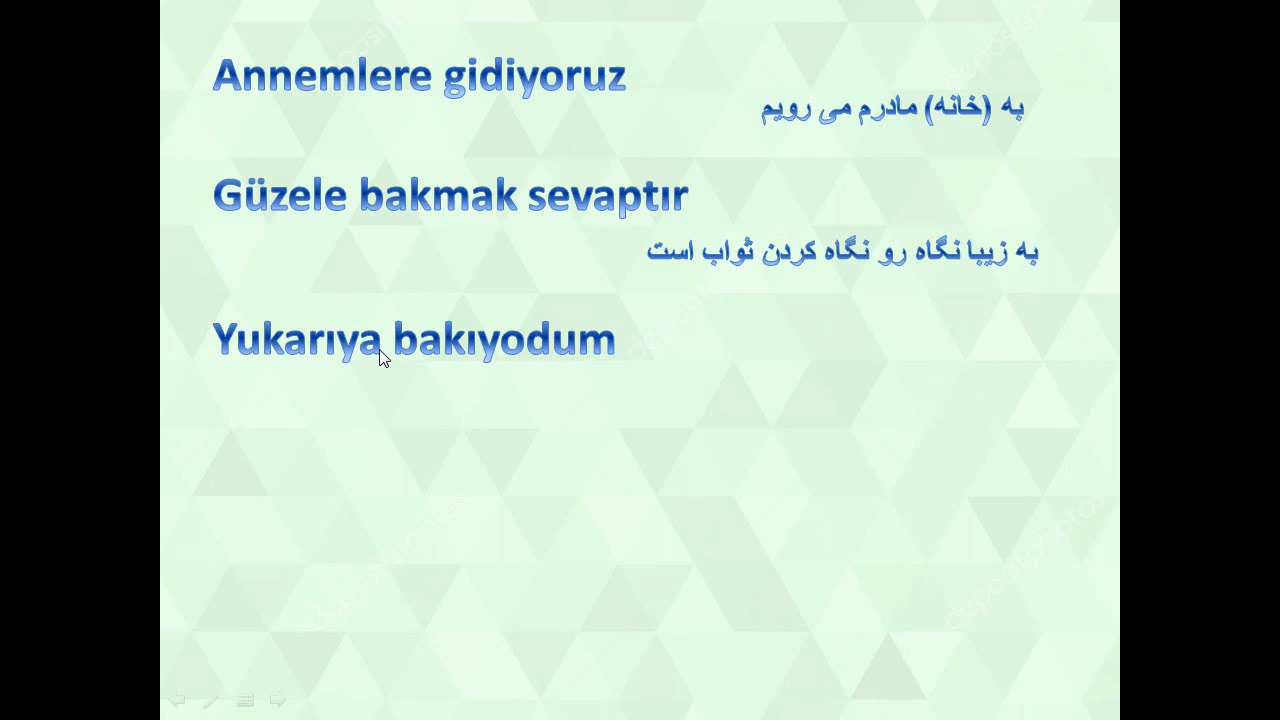 Annemlere gidiyoruz
به (خانه) مادرم می رویم
Güzele bakmak sevaptır
به زیبا نگاه رو نگاه کردن ثواب است
Yukarıya bakıyodum